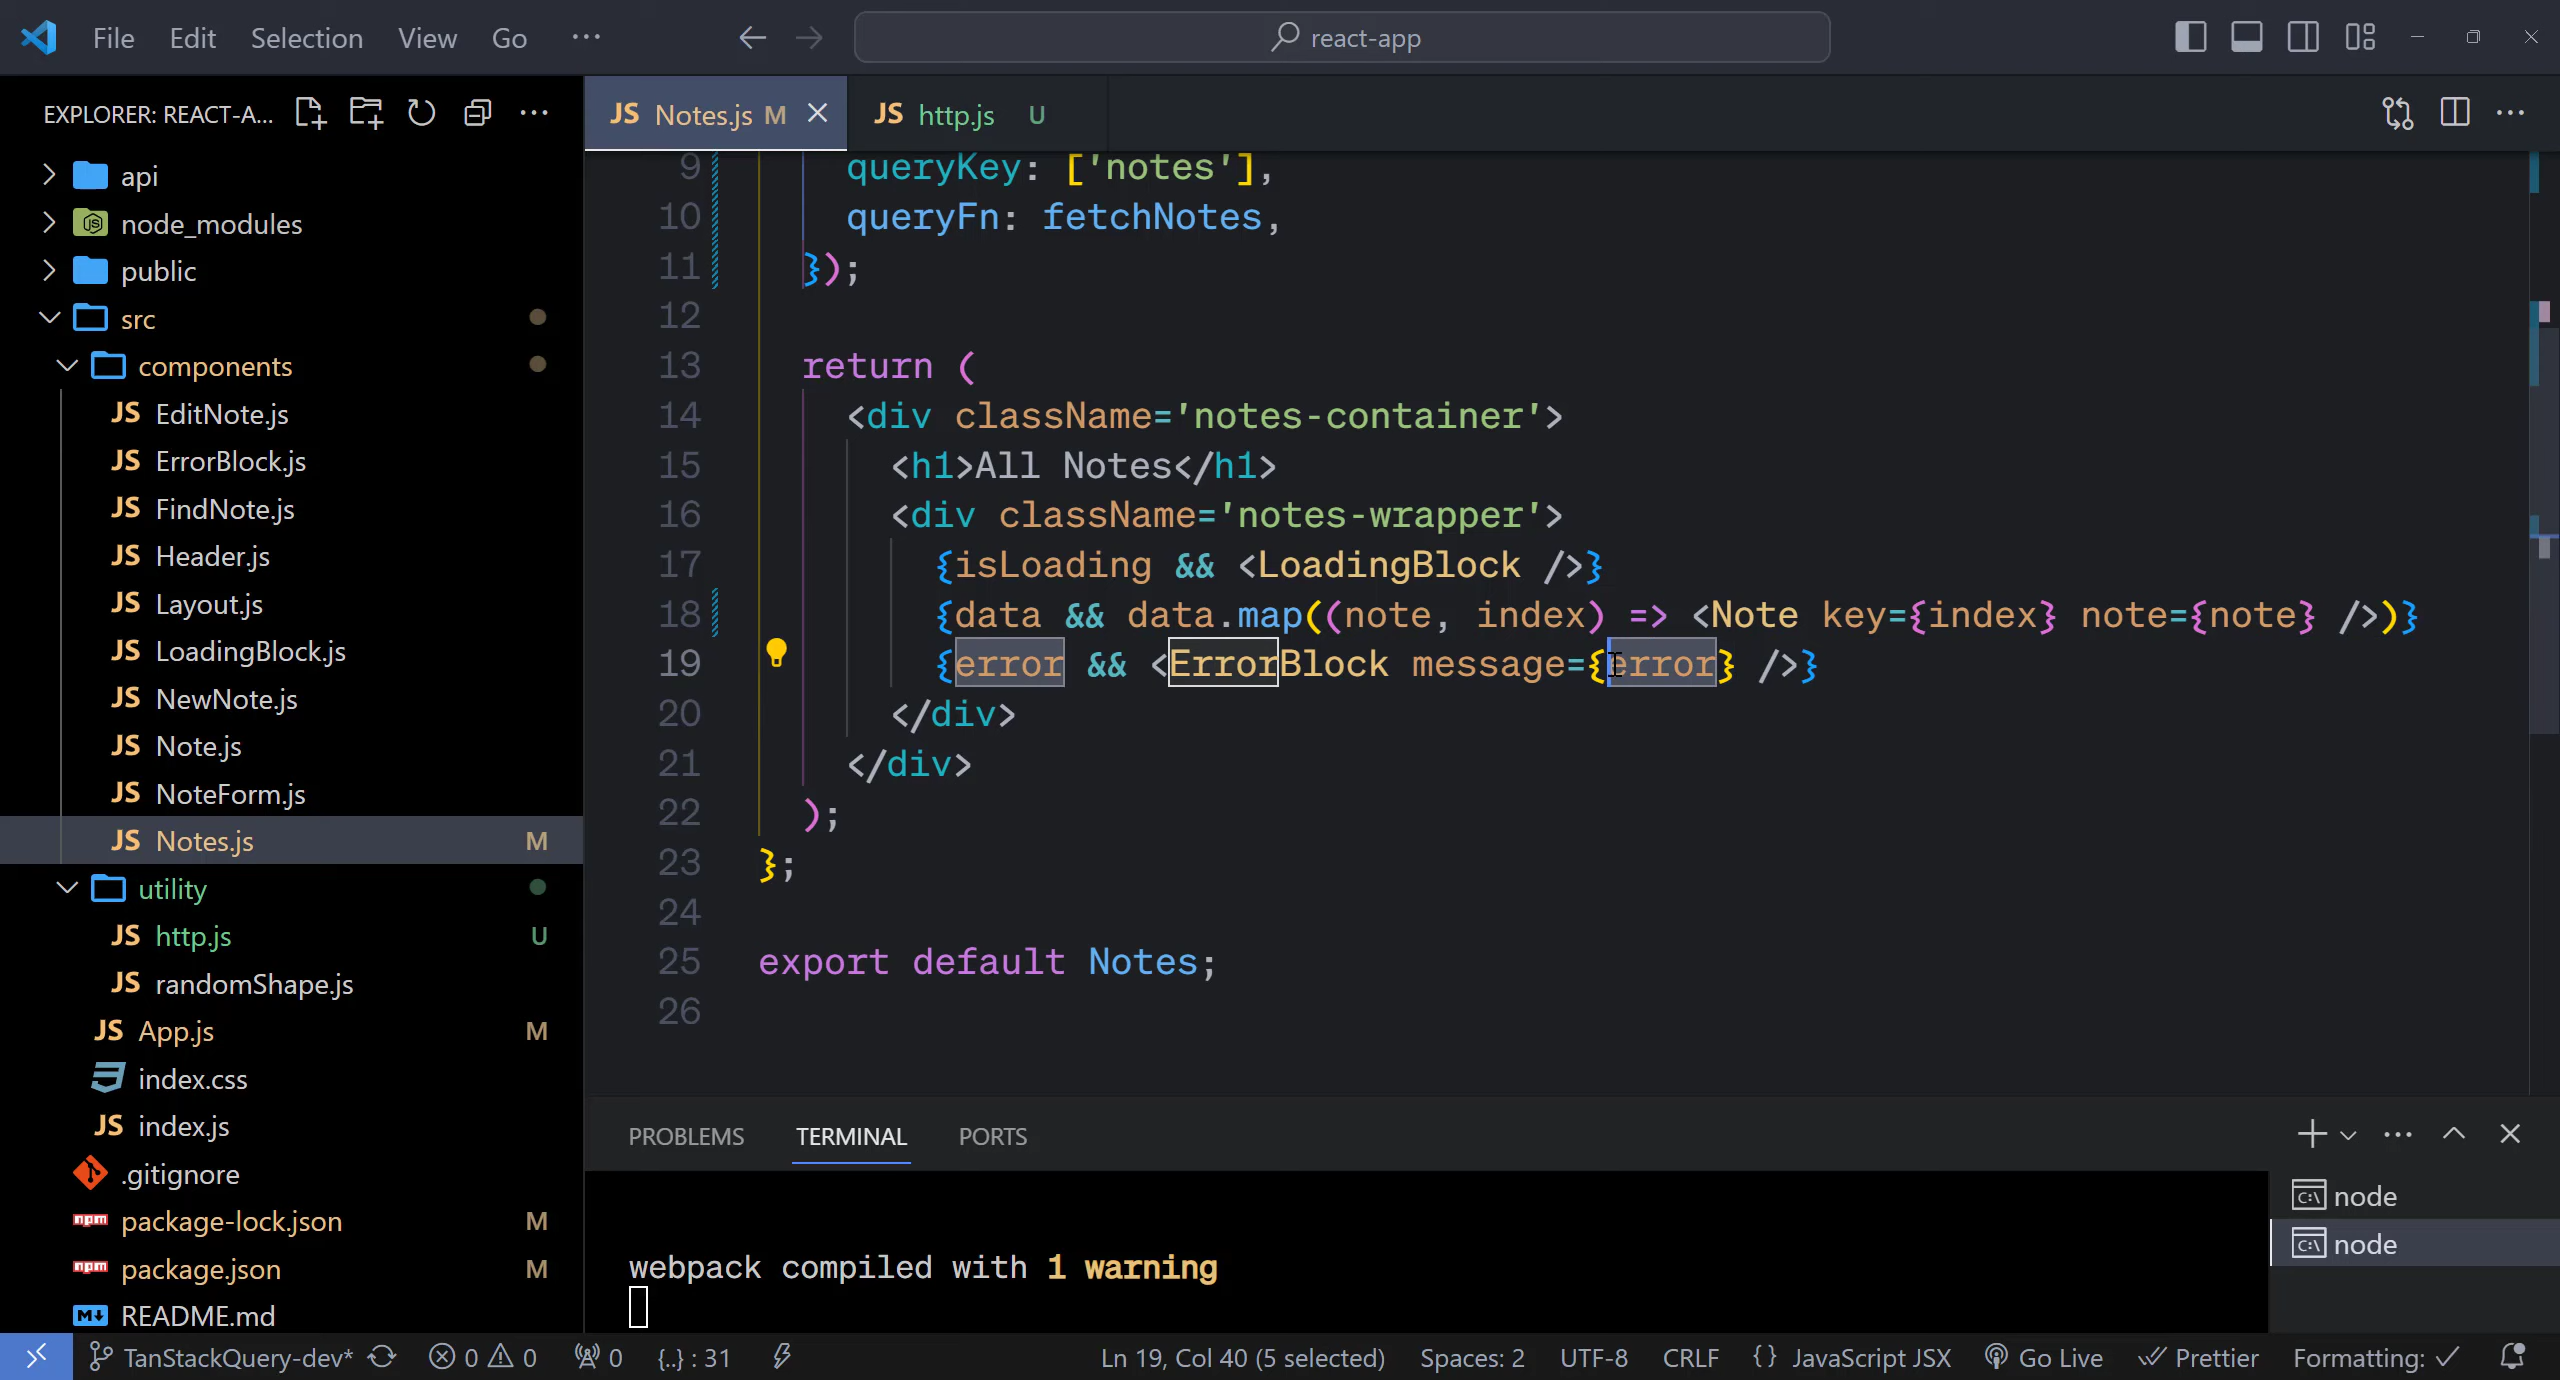 File Edit Selection View Go ··· react-app
EXPLORER: REACT-A...
JS Notes.js M
JS http.js U
api
node_modules
public
src
components
JS EditNote.js
JS ErrorBlock.js
JS FindNote.js
JS Header.js
JS Layout.js
JS LoadingBlock.js
JS NewNote.js
JS Note.js
JS NoteForm.js
JS Notes.js M
utility
JS http.js U
JS randomShape.js
JS App.js M
index.css
JS index.js
.gitignore
npm package-lock.json M
npm package.json M
M README.md
9 queryKey: ['notes'],
10 queryFn: fetchNotes,
11 });
12
13 return (
14 <div className='notes-container'>
15 <h1>All Notes</h1>
16 <div className='notes-wrapper'>
17 {isLoading && <LoadingBlock />}
18 {data && data.map((note, index) => <Note key={index} note={note} />)}
19 {error && <ErrorBlock message={error} />}
20 </div>
21 </div>
22 );
23 };
24
25 export default Notes;
26
PROBLEMS TERMINAL PORTS
webpack compiled with 1 warning
C:\ node
C:\ node
TanStackQuery-dev* 0 0 0 {..} : 31 Ln 19, Col 40 (5 selected) Spaces: 2 UTF-8 CRLF {} JavaScript JSX Go Live Prettier Formatting: ✓